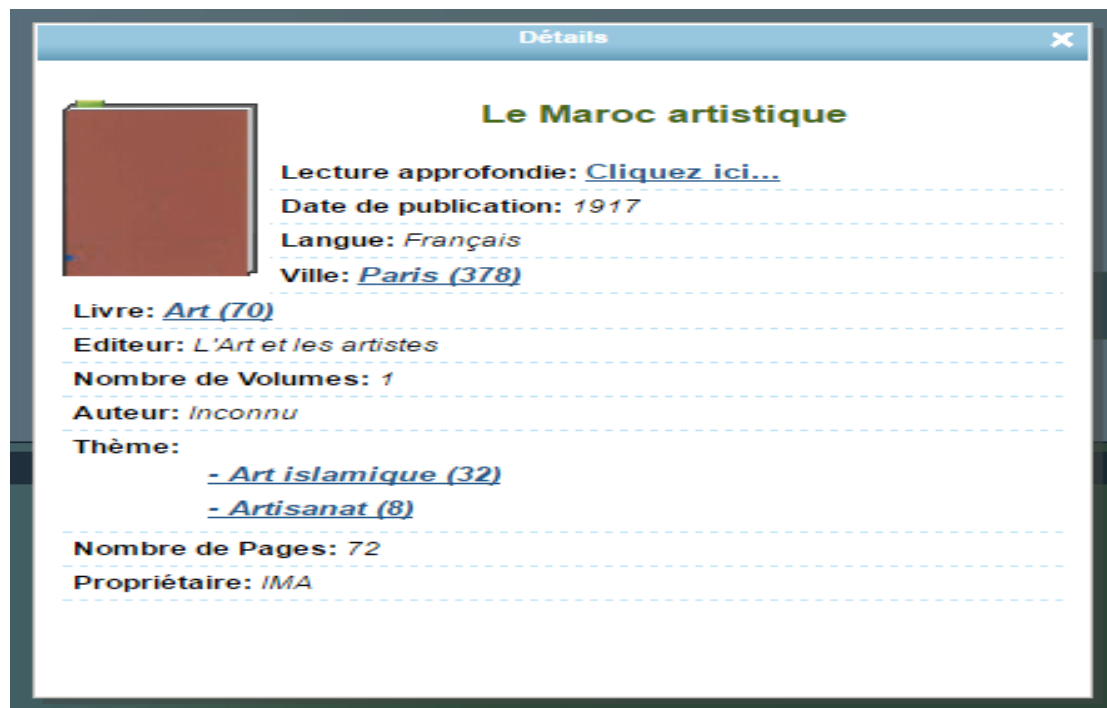 Détails
Le Maroc artistique
Lecture approfondie: Cliquez ici...
Date de publication: 1917
Langue: Français
Ville: Paris (378)
Livre: Art (70)
Editeur: L'Art et les artistes
Nombre de Volumes: 1
Auteur: Inconnu
Thème:
- Art islamique (32)
- Artisanat (8)
Nombre de Pages: 72
Propriétaire: IMA